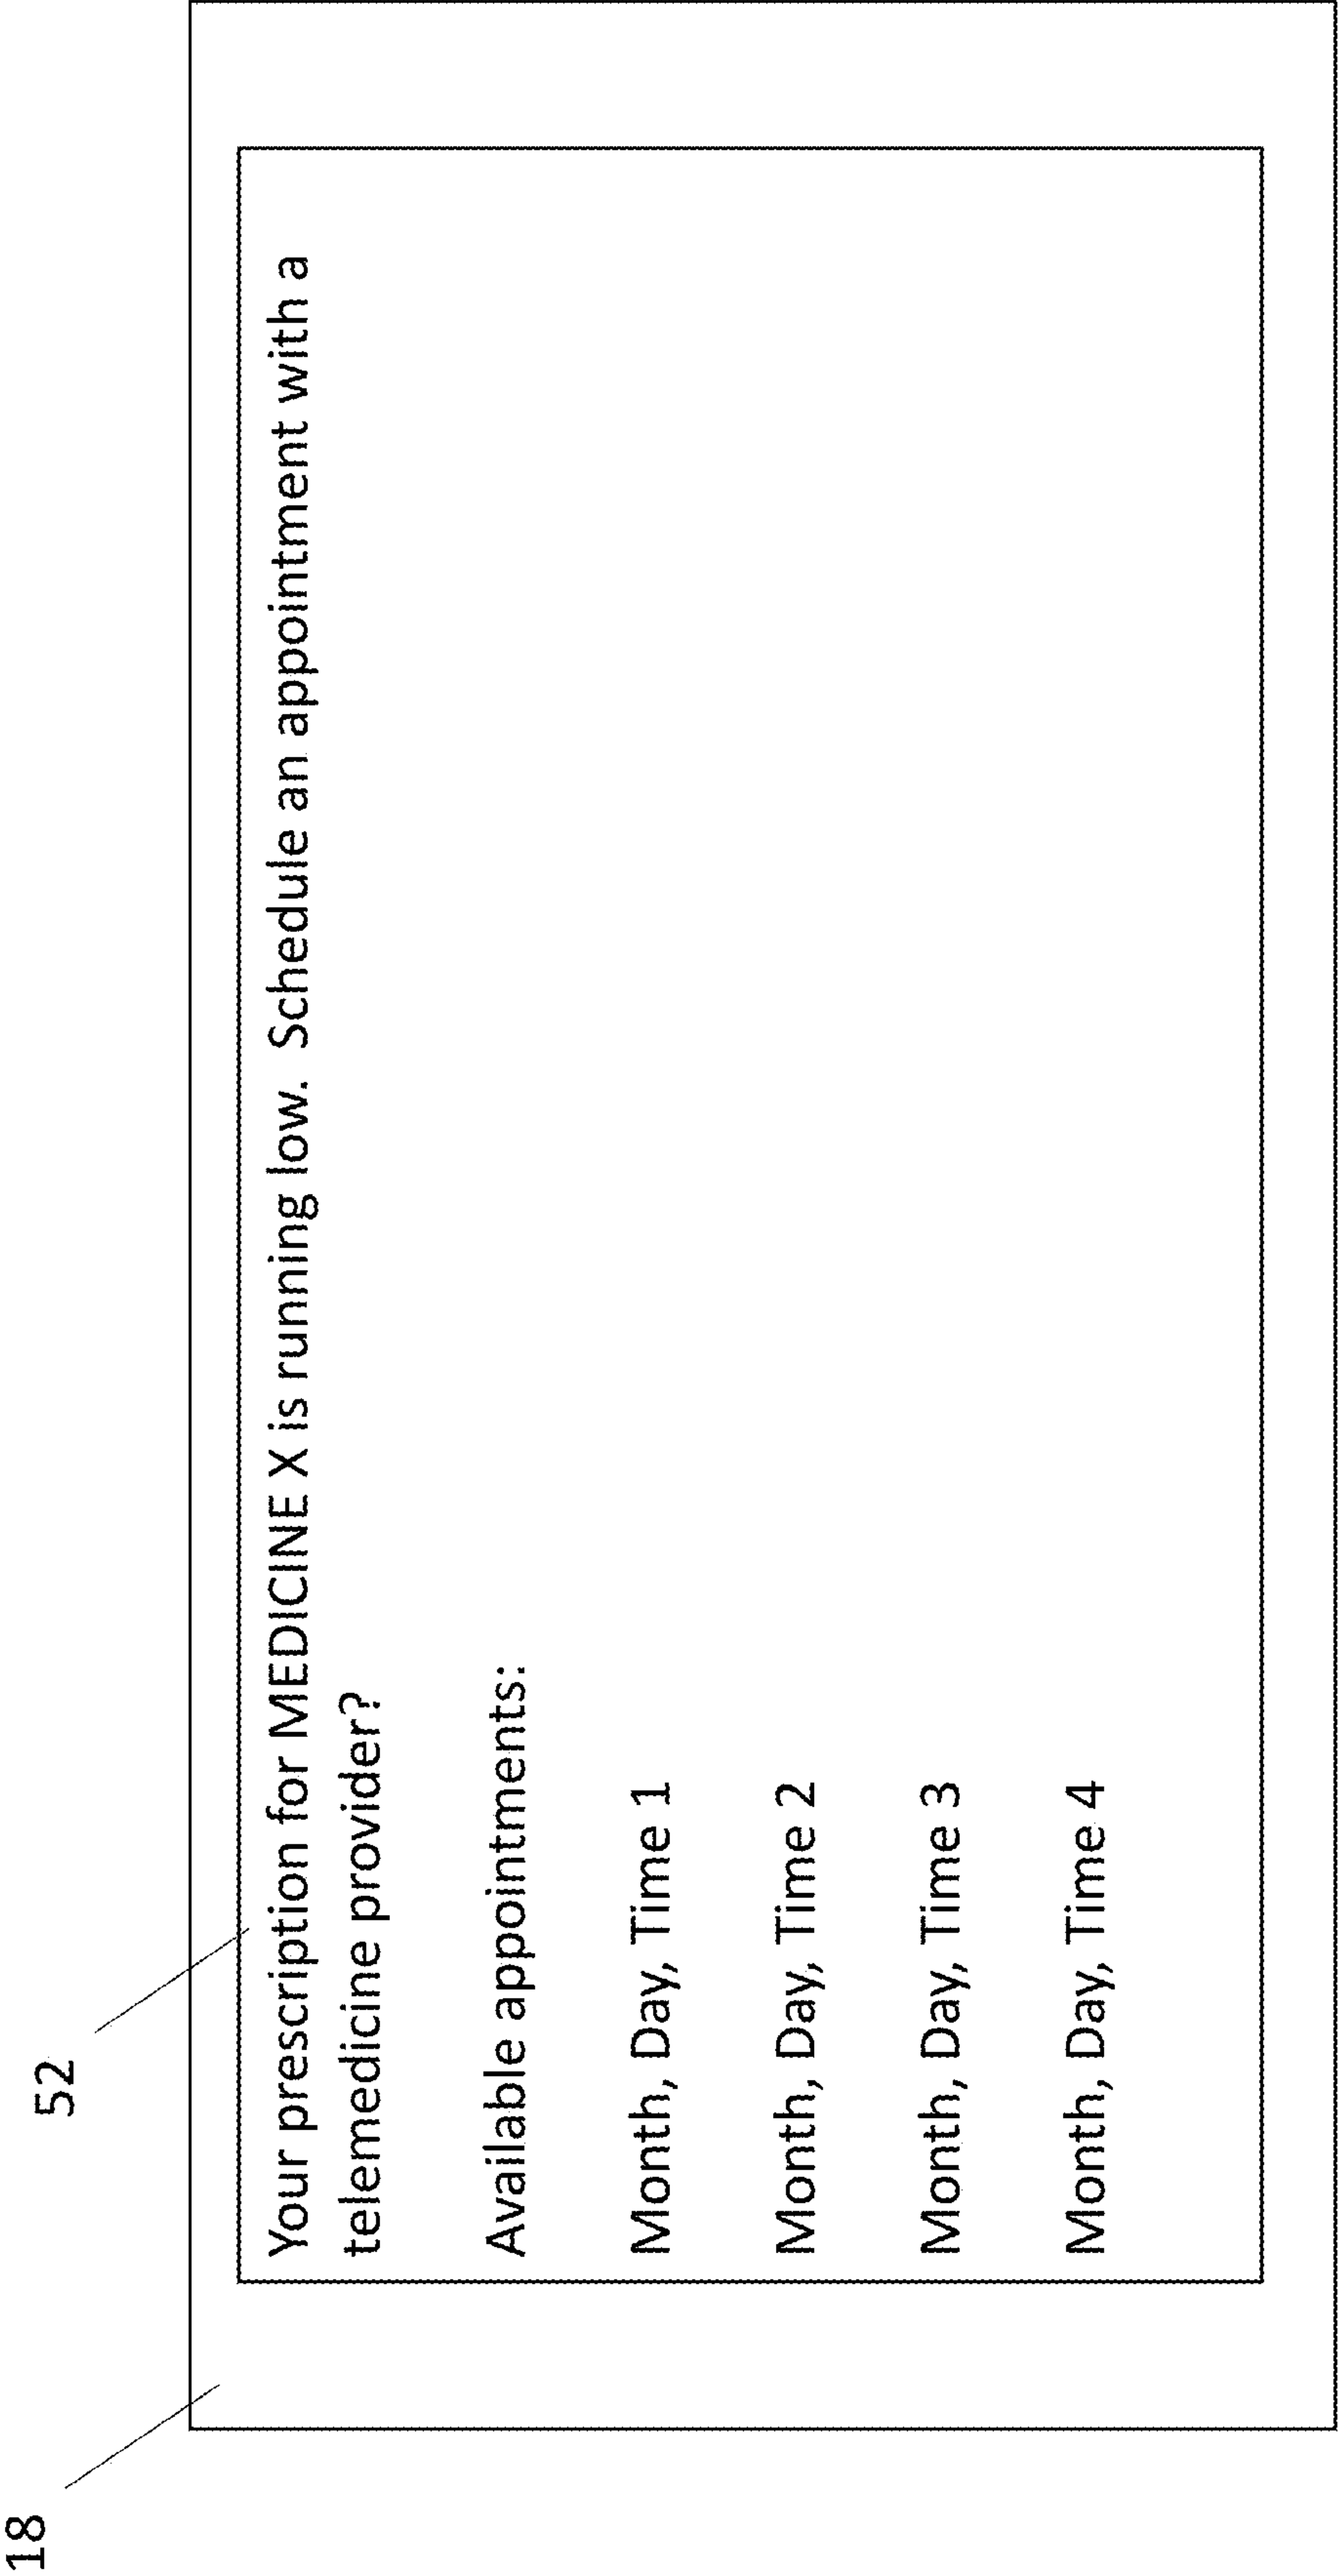 18
52
Your prescription for MEDICINE X is running low.  Schedule an appointment with a
telemedicine provider?
Available appointments:
Month, Day, Time 1
Month, Day, Time 2
Month, Day, Time 3
Month, Day, Time 4